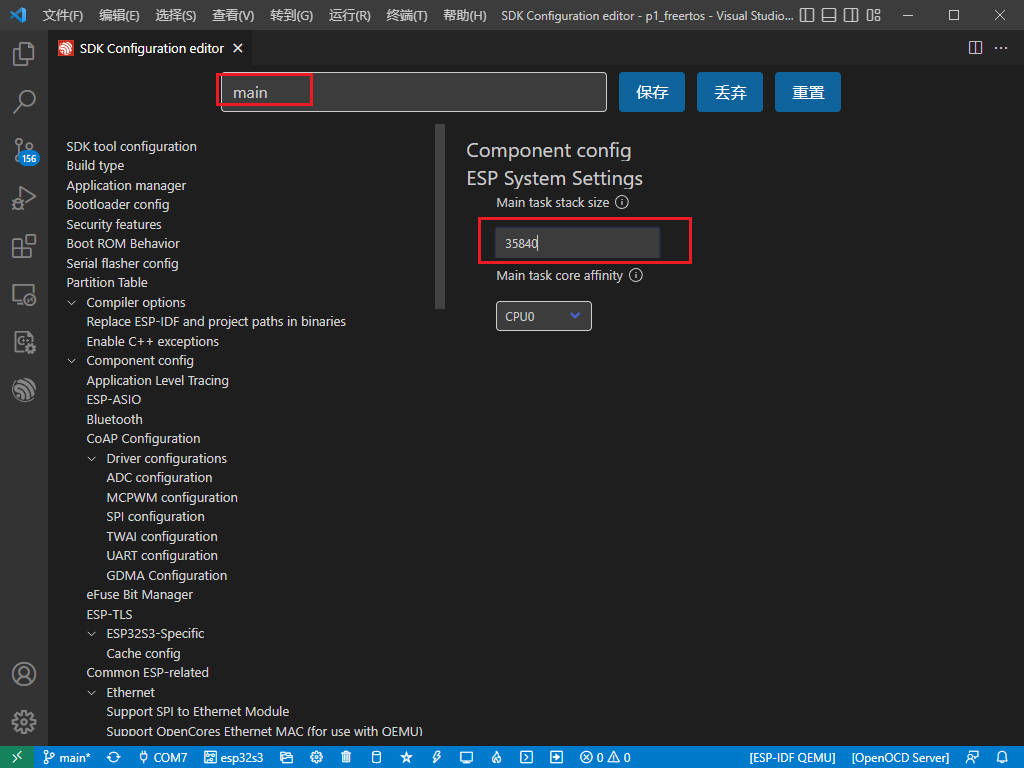 文件(F) 编辑(E) 选择(S) 查看(V) 转到(G) 运行(R) 终端(T) 帮助(H) SDK Configuration editor - p1_freertos - Visual Studio...
SDK Configuration editor
main 保存 丢弃 重置
156
SDK tool configuration
Build type
Application manager
Bootloader config
Security features
Boot ROM Behavior
Serial flasher config
Partition Table
Compiler options
Replace ESP-IDF and project paths in binaries
Enable C++ exceptions
Component config
Application Level Tracing
ESP-ASIO
Bluetooth
CoAP Configuration
Driver configurations
ADC configuration
MCPWM configuration
SPI configuration
TWAI configuration
UART configuration
GDMA Configuration
eFuse Bit Manager
ESP-TLS
ESP32S3-Specific
Cache config
Common ESP-related
Ethernet
Support SPI to Ethernet Module
Support OpenCores Ethernet MAC (for use with QEMU)
Component config
ESP System Settings
Main task stack size
35840
Main task core affinity
CPU0
main* COM7 esp32s3 0 0 [ESP-IDF QEMU] [OpenOCD Server]